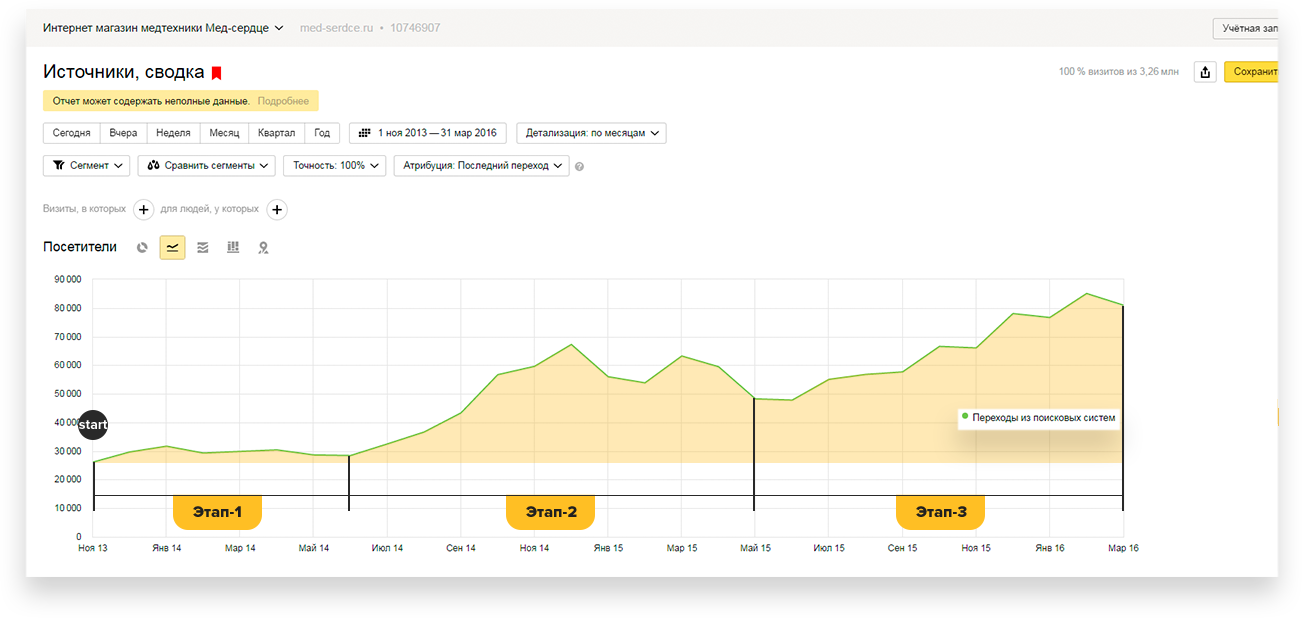 Интернет магазин медтехники Мед-сердце med-serdce.ru • 10746907
Учётная зап
Источники, сводка
100 % визитов из 3,26 млн
Сохранит
Отчет может содержать неполные данные. Подробнее
Сегодня Вчера Неделя Месяц Квартал Год 1 ноя 2013 — 31 мар 2016 Детализация: по месяцам
Сегмент Сравнить сегменты Точность: 100% Атрибуция: Последний переход ?
Визиты, в которых + для людей, у которых +
Посетители
90 000
80 000
70 000
60 000
50 000
40 000
start
Переходы из поисковых систем
30 000
20 000
10 000
Этап-1 Этап-2 Этап-3
0
Ноя 13 Янв 14 Мар 14 Май 14 Июл 14 Сен 14 Ноя 14 Янв 15 Мар 15 Май 15 Июл 15 Сен 15 Ноя 15 Янв 16 Мар 16